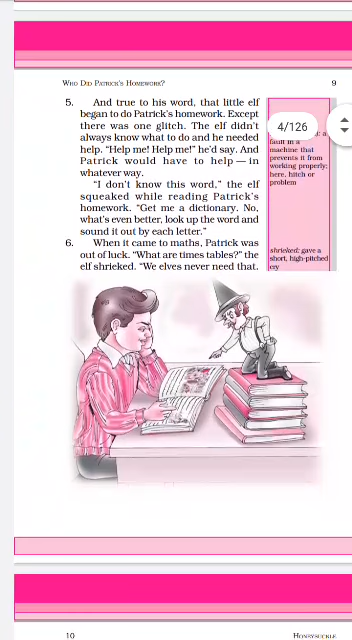 WHO DID PATRICK'S HOMEWORK?
9
5. And true to his word, that little elf
began to do Patrick's homework. Except
there was one glitch. The elf didn't
always know what to do and he needed
help. "Help me! Help me!" he'd say. And
Patrick would have to help — in
whatever way.
"I don't know this word," the elf
squeaked while reading Patrick's
homework. "Get me a dictionary. No,
what's even better, look up the word and
sound it out by each letter."
6. When it came to maths, Patrick was
out of luck. "What are times tables?" the
elf shrieked. "We elves never need that.
4/126
a
fault in a
machine that
prevents it from
working properly;
here, hitch or
problem
shrieked: gave a
short, high-pitched
cry
10
HONEYSUCKLE